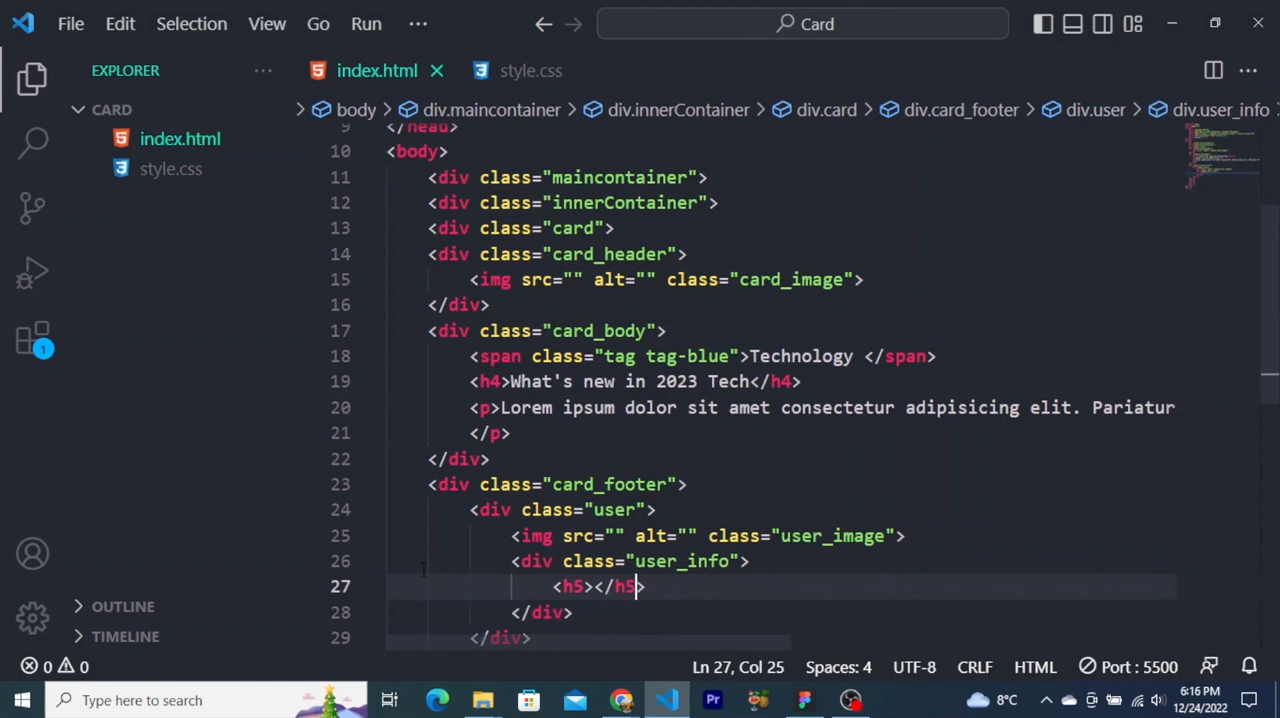 File Edit Selection View Go Run ··· Card
EXPLORER ···
index.html
style.css
CARD
index.html
style.css
body div.maincontainer div.innerContainer div.card div.card_footer div.user div.user_info
9 </head>
10 <body>
11 <div class="maincontainer">
12 <div class="innerContainer">
13 <div class="card">
14 <div class="card_header">
15 <img src="" alt="" class="card_image">
16 </div>
17 <div class="card_body">
18 <span class="tag tag-blue">Technology </span>
19 <h4>What's new in 2023 Tech</h4>
20 <p>Lorem ipsum dolor sit amet consectetur adipisicing elit. Pariatur
21 </p>
22 </div>
23 <div class="card_footer">
24 <div class="user">
25 <img src="" alt="" class="user_image">
26 <div class="user_info">
27 <h5></h5>
28 </div>
29 </div>
1
OUTLINE
TIMELINE
0 0 Ln 27, Col 25 Spaces: 4 UTF-8 CRLF HTML Port : 5500
Type here to search
Pr
8°C
6:16 PM
12/24/2022